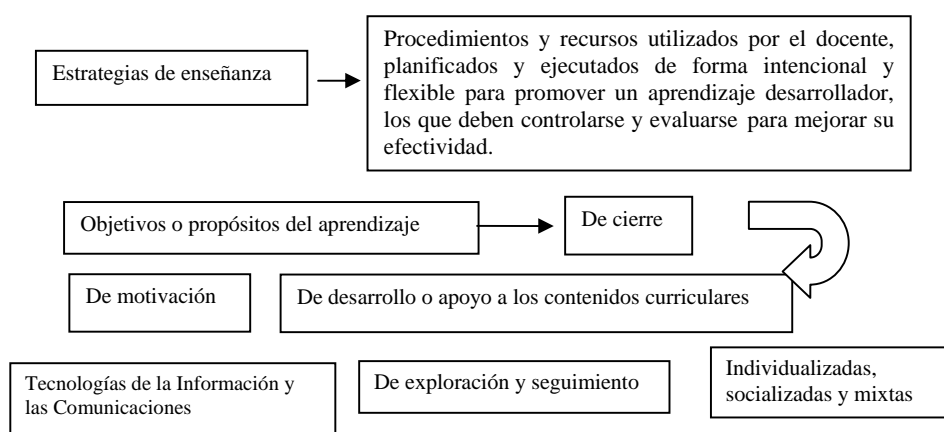 Estrategias de enseñanza
Procedimientos y recursos utilizados por el docente,
planificados y ejecutados de forma intencional y
flexible para promover un aprendizaje desarrollador,
los que deben controlarse y evaluarse para mejorar su
efectividad.
Objetivos o propósitos del aprendizaje
De cierre
De motivación
De desarrollo o apoyo a los contenidos curriculares
Tecnologías de la Información y
las Comunicaciones
De exploración y seguimiento
Individualizadas,
socializadas y mixtas